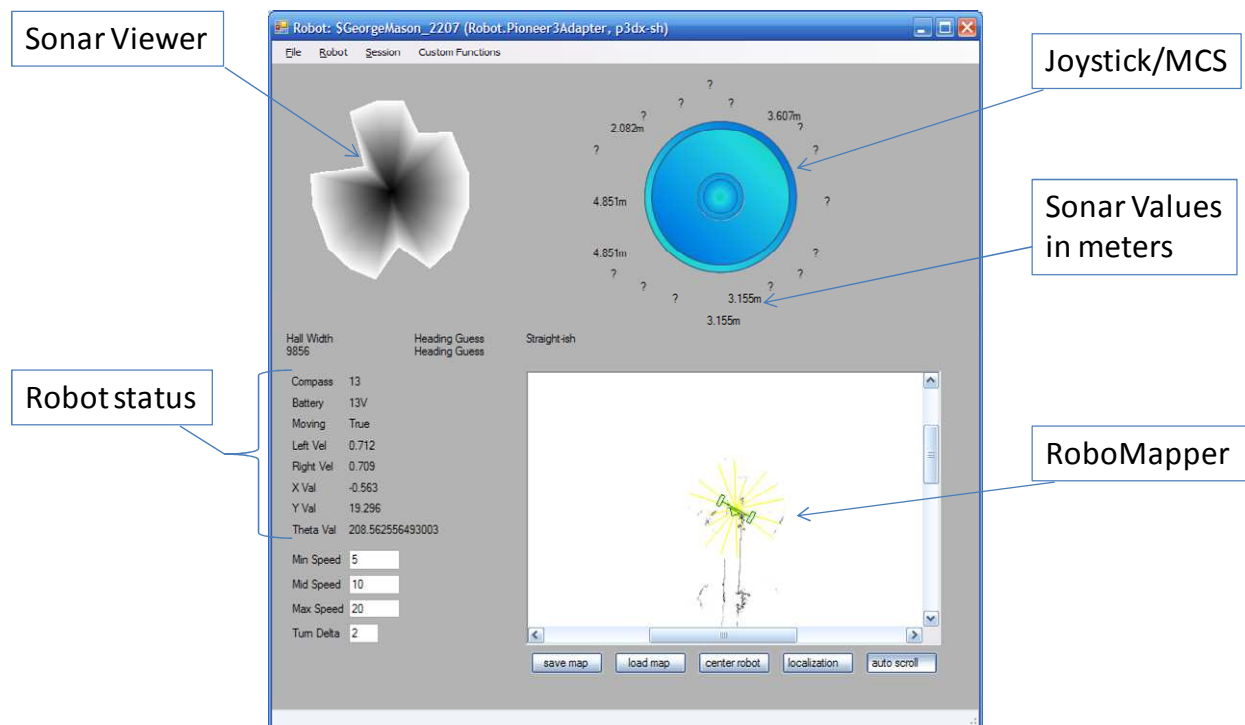 Robot: $GeorgeMason_2207 (Robot.Pioneer3Adapter, p3dx-sh)
File Robot Session Custom Functions
Sonar Viewer
Joystick/MCS
Sonar Values
in meters
Robot status
RoboMapper
?
? ?
? 3.607m
2.082m ?
? ?
4.851m ?
4.851m ?
? ?
? ?
? 3.155m
3.155m
Hall Width Heading Guess Straight-ish
9856 Heading Guess
Compass 13
Battery 13V
Moving True
Left Vel 0.712
Right Vel 0.709
X Val -0.563
Y Val 19.296
Theta Val 208.562556493003
Min Speed 5
Mid Speed 10
Max Speed 20
Turn Delta 2
save map load map center robot localization auto scroll